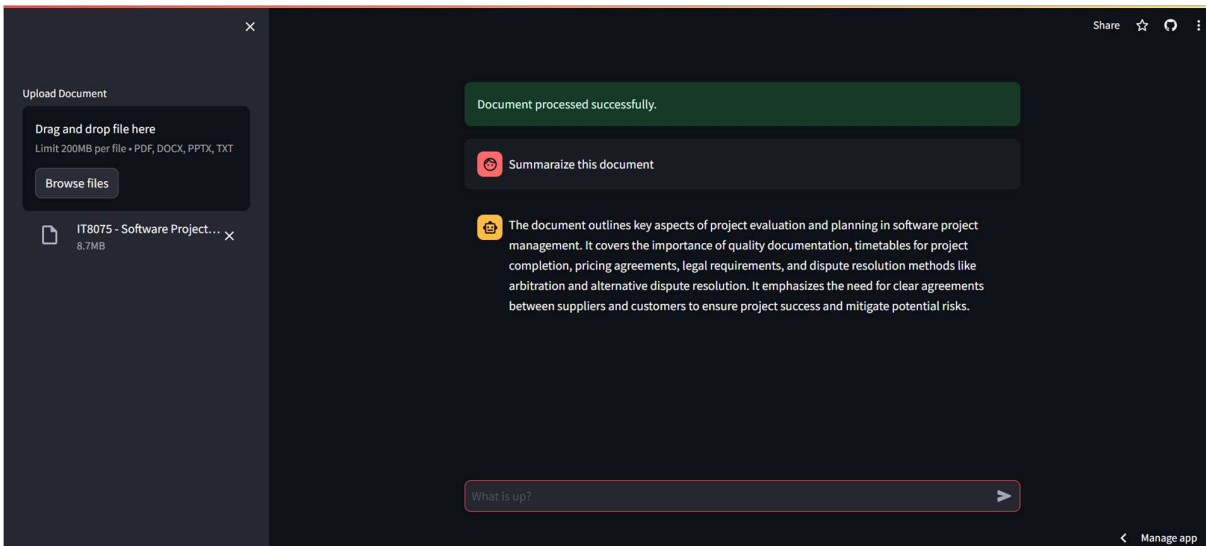 Share
Upload Document
Drag and drop file here
Limit 200MB per file • PDF, DOCX, PPTX, TXT
Browse files
IT8075 - Software Project...
8.7MB
Document processed successfully.
Summaraize this document
The document outlines key aspects of project evaluation and planning in software project
management. It covers the importance of quality documentation, timetables for project
completion, pricing agreements, legal requirements, and dispute resolution methods like
arbitration and alternative dispute resolution. It emphasizes the need for clear agreements
between suppliers and customers to ensure project success and mitigate potential risks.
What is up?
Manage app